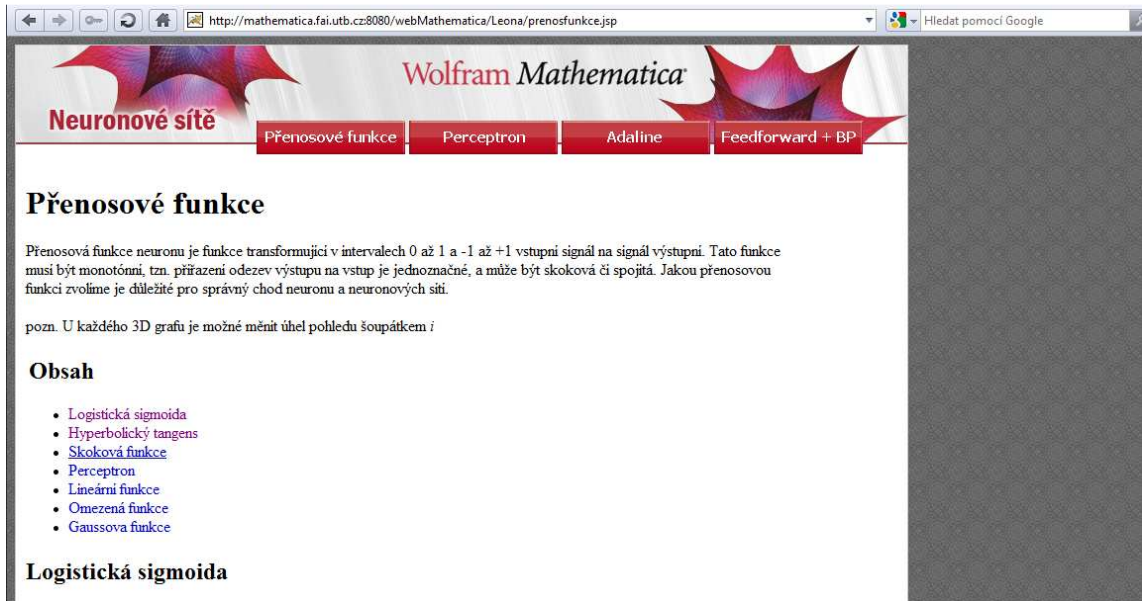 http://mathematica.fai.utb.cz:8080/webMathematica/Leona/prenosfunkce.jsp
Hledat pomocí Google
Wolfram Mathematica
Neuronové sítě
Přenosové funkce
Perceptron
Adaline
Feedforward + BP
Přenosové funkce
Přenosová funkce neuronu je funkce transformující v intervalech 0 až 1 a -1 až +1 vstupní signál na signál výstupní. Tato funkce
musí být monotónní, tzn. přiřazení odezev výstupu na vstup je jednoznačné, a může být skoková či spojitá. Jakou přenosovou
funkci zvolíme je důležité pro správný chod neuronu a neuronových sítí.
pozn. U každého 3D grafu je možné měnit úhel pohledu šoupátkem i
Obsah
Logistická sigmoida
Hyperbolický tangens
Skoková funkce
Perceptron
Lineární funkce
Omezená funkce
Gaussova funkce
Logistická sigmoida